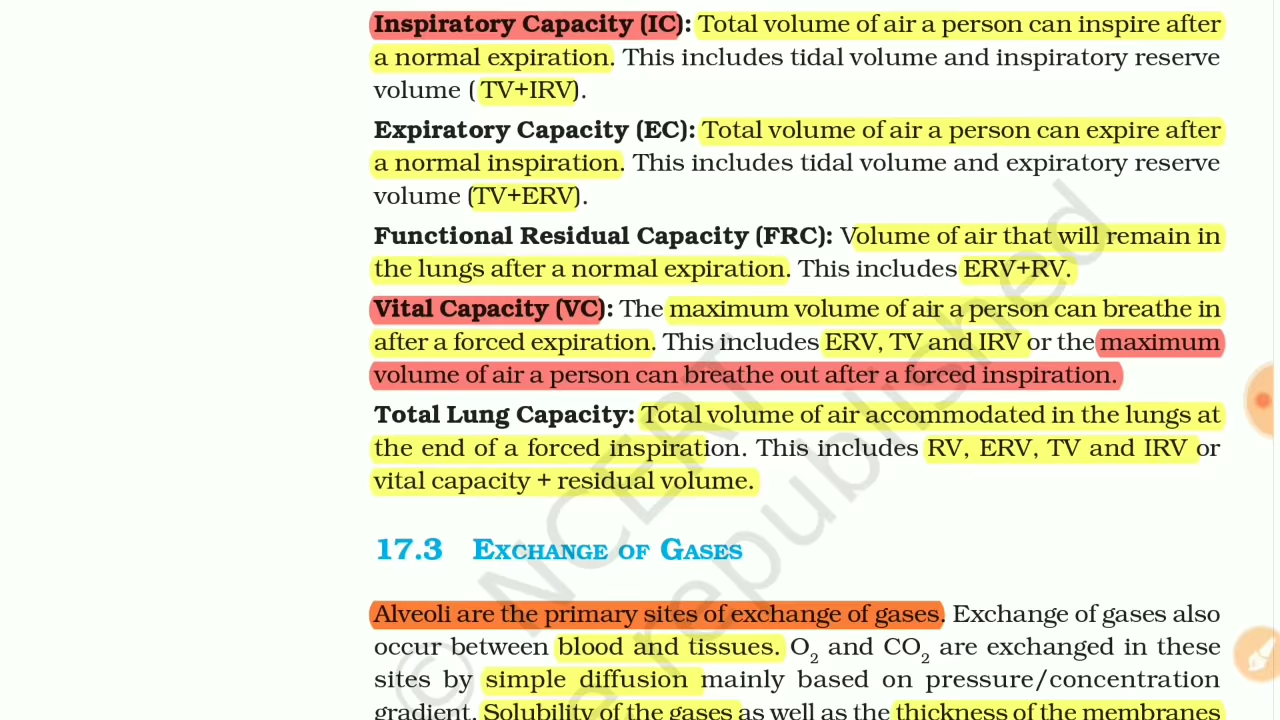 Inspiratory Capacity (IC): Total volume of air a person can inspire after
a normal expiration. This includes tidal volume and inspiratory reserve
volume ( TV+IRV).
Expiratory Capacity (EC): Total volume of air a person can expire after
a normal inspiration. This includes tidal volume and expiratory reserve
volume (TV+ERV).
Functional Residual Capacity (FRC): Volume of air that will remain in
the lungs after a normal expiration. This includes ERV+RV.
Vital Capacity (VC): The maximum volume of air a person can breathe in
after a forced expiration. This includes ERV, TV and IRV or the maximum
volume of air a person can breathe out after a forced inspiration.
Total Lung Capacity: Total volume of air accommodated in the lungs at
the end of a forced inspiration. This includes RV, ERV, TV and IRV or
vital capacity + residual volume.
17.3 EXCHANGE OF GASES
Alveoli are the primary sites of exchange of gases. Exchange of gases also
occur between blood and tissues. O₂ and CO₂ are exchanged in these
sites by simple diffusion mainly based on pressure/concentration
gradient. Solubility of the gases as well as the thickness of the membranes
© NCERT
republished